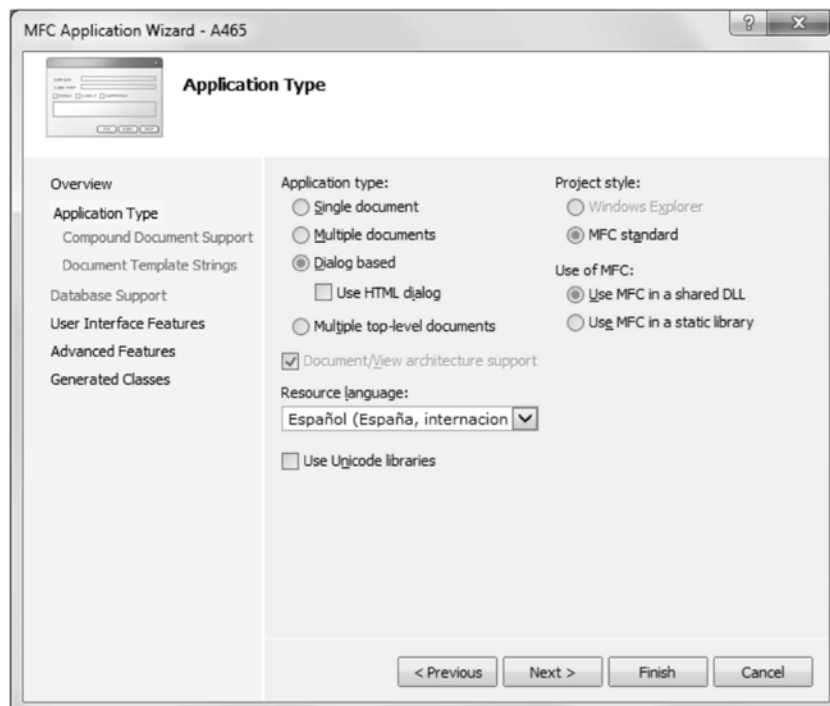 MFC Application Wizard - A465
Application Type
Overview
Application Type
Compound Document Support
Document Template Strings
Database Support
User Interface Features
Advanced Features
Generated Classes
Application type:
Single document
Multiple documents
Dialog based
Use HTML dialog
Multiple top-level documents
Document/View architecture support
Resource language:
Español (España, internacion
Use Unicode libraries
Project style:
Windows Explorer
MFC standard
Use of MFC:
Use MFC in a shared DLL
Use MFC in a static library
< Previous
Next >
Finish
Cancel